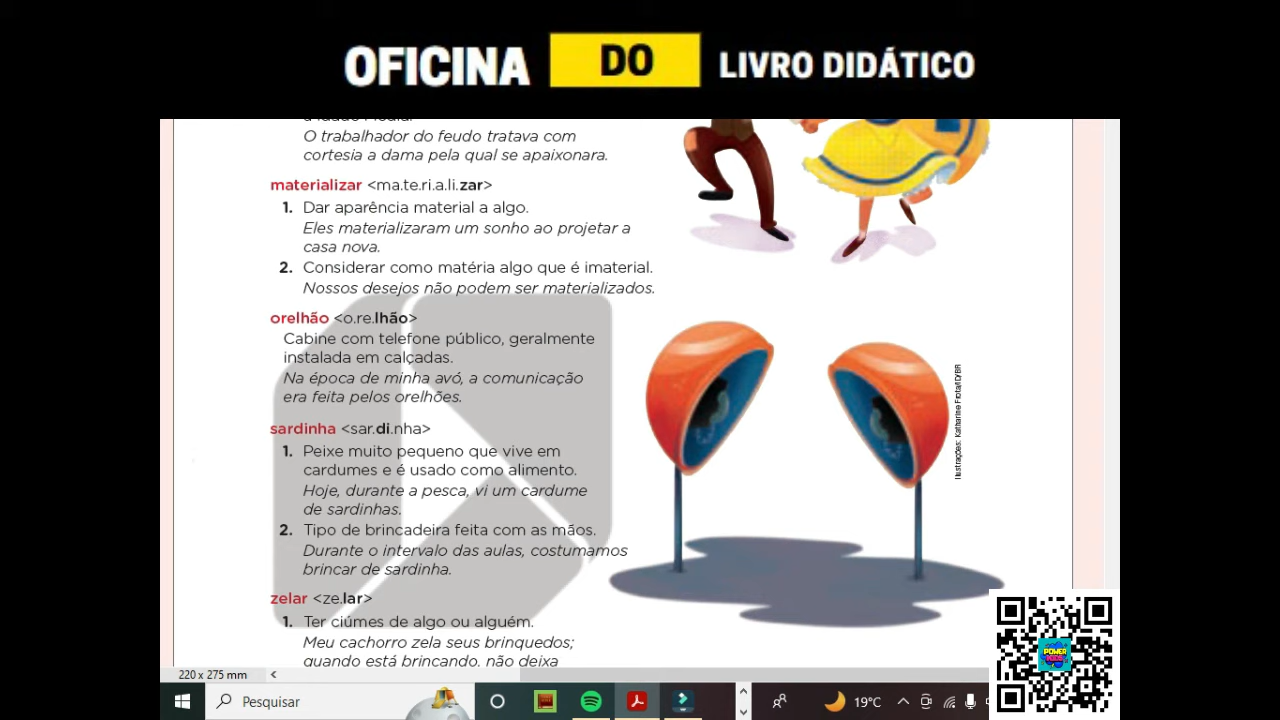 OFICINA DO LIVRO DIDÁTICO
O trabalhador do feudo tratava com
cortesia a dama pela qual se apaixonara.
materializar <ma.te.ri.a.li.zar>
1. Dar aparência material a algo.
Eles materializaram um sonho ao projetar a
casa nova.
2. Considerar como matéria algo que é imaterial.
Nossos desejos não podem ser materializados.
orelhão <o.re.lhão>
Cabine com telefone público, geralmente
instalada em calçadas.
Na época de minha avó, a comunicação
era feita pelos orelhões.
Ilustrações: Katharine Frota/ID/BR
sardinha <sar.di.nha>
1. Peixe muito pequeno que vive em
cardumes e é usado como alimento.
Hoje, durante a pesca, vi um cardume
de sardinhas.
2. Tipo de brincadeira feita com as mãos.
Durante o intervalo das aulas, costumamos
brincar de sardinha.
zelar <ze.lar>
1. Ter ciúmes de algo ou alguém.
Meu cachorro zela seus brinquedos;
quando está brincando, não deixa
220 x 275 mm
POWER KIDS
Pesquisar
19°C